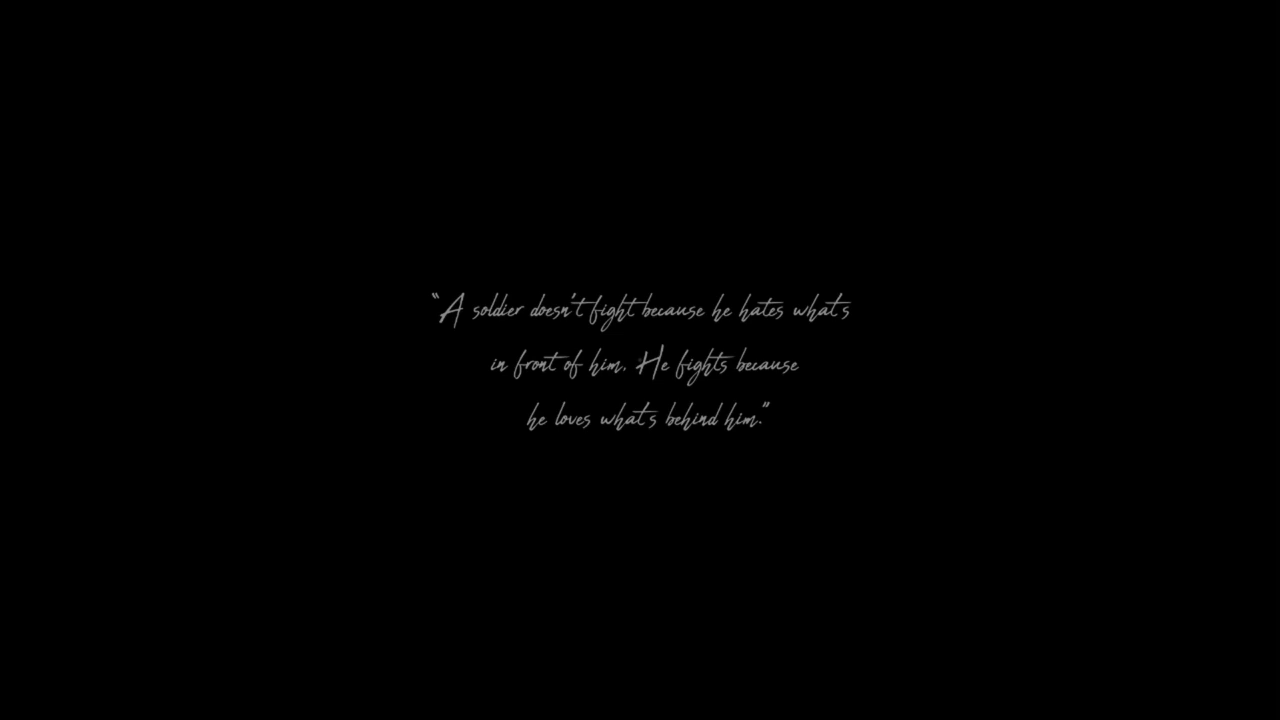 "A soldier doesn't fight because he hates what's
in front of him. He fights because
he loves what's behind him."